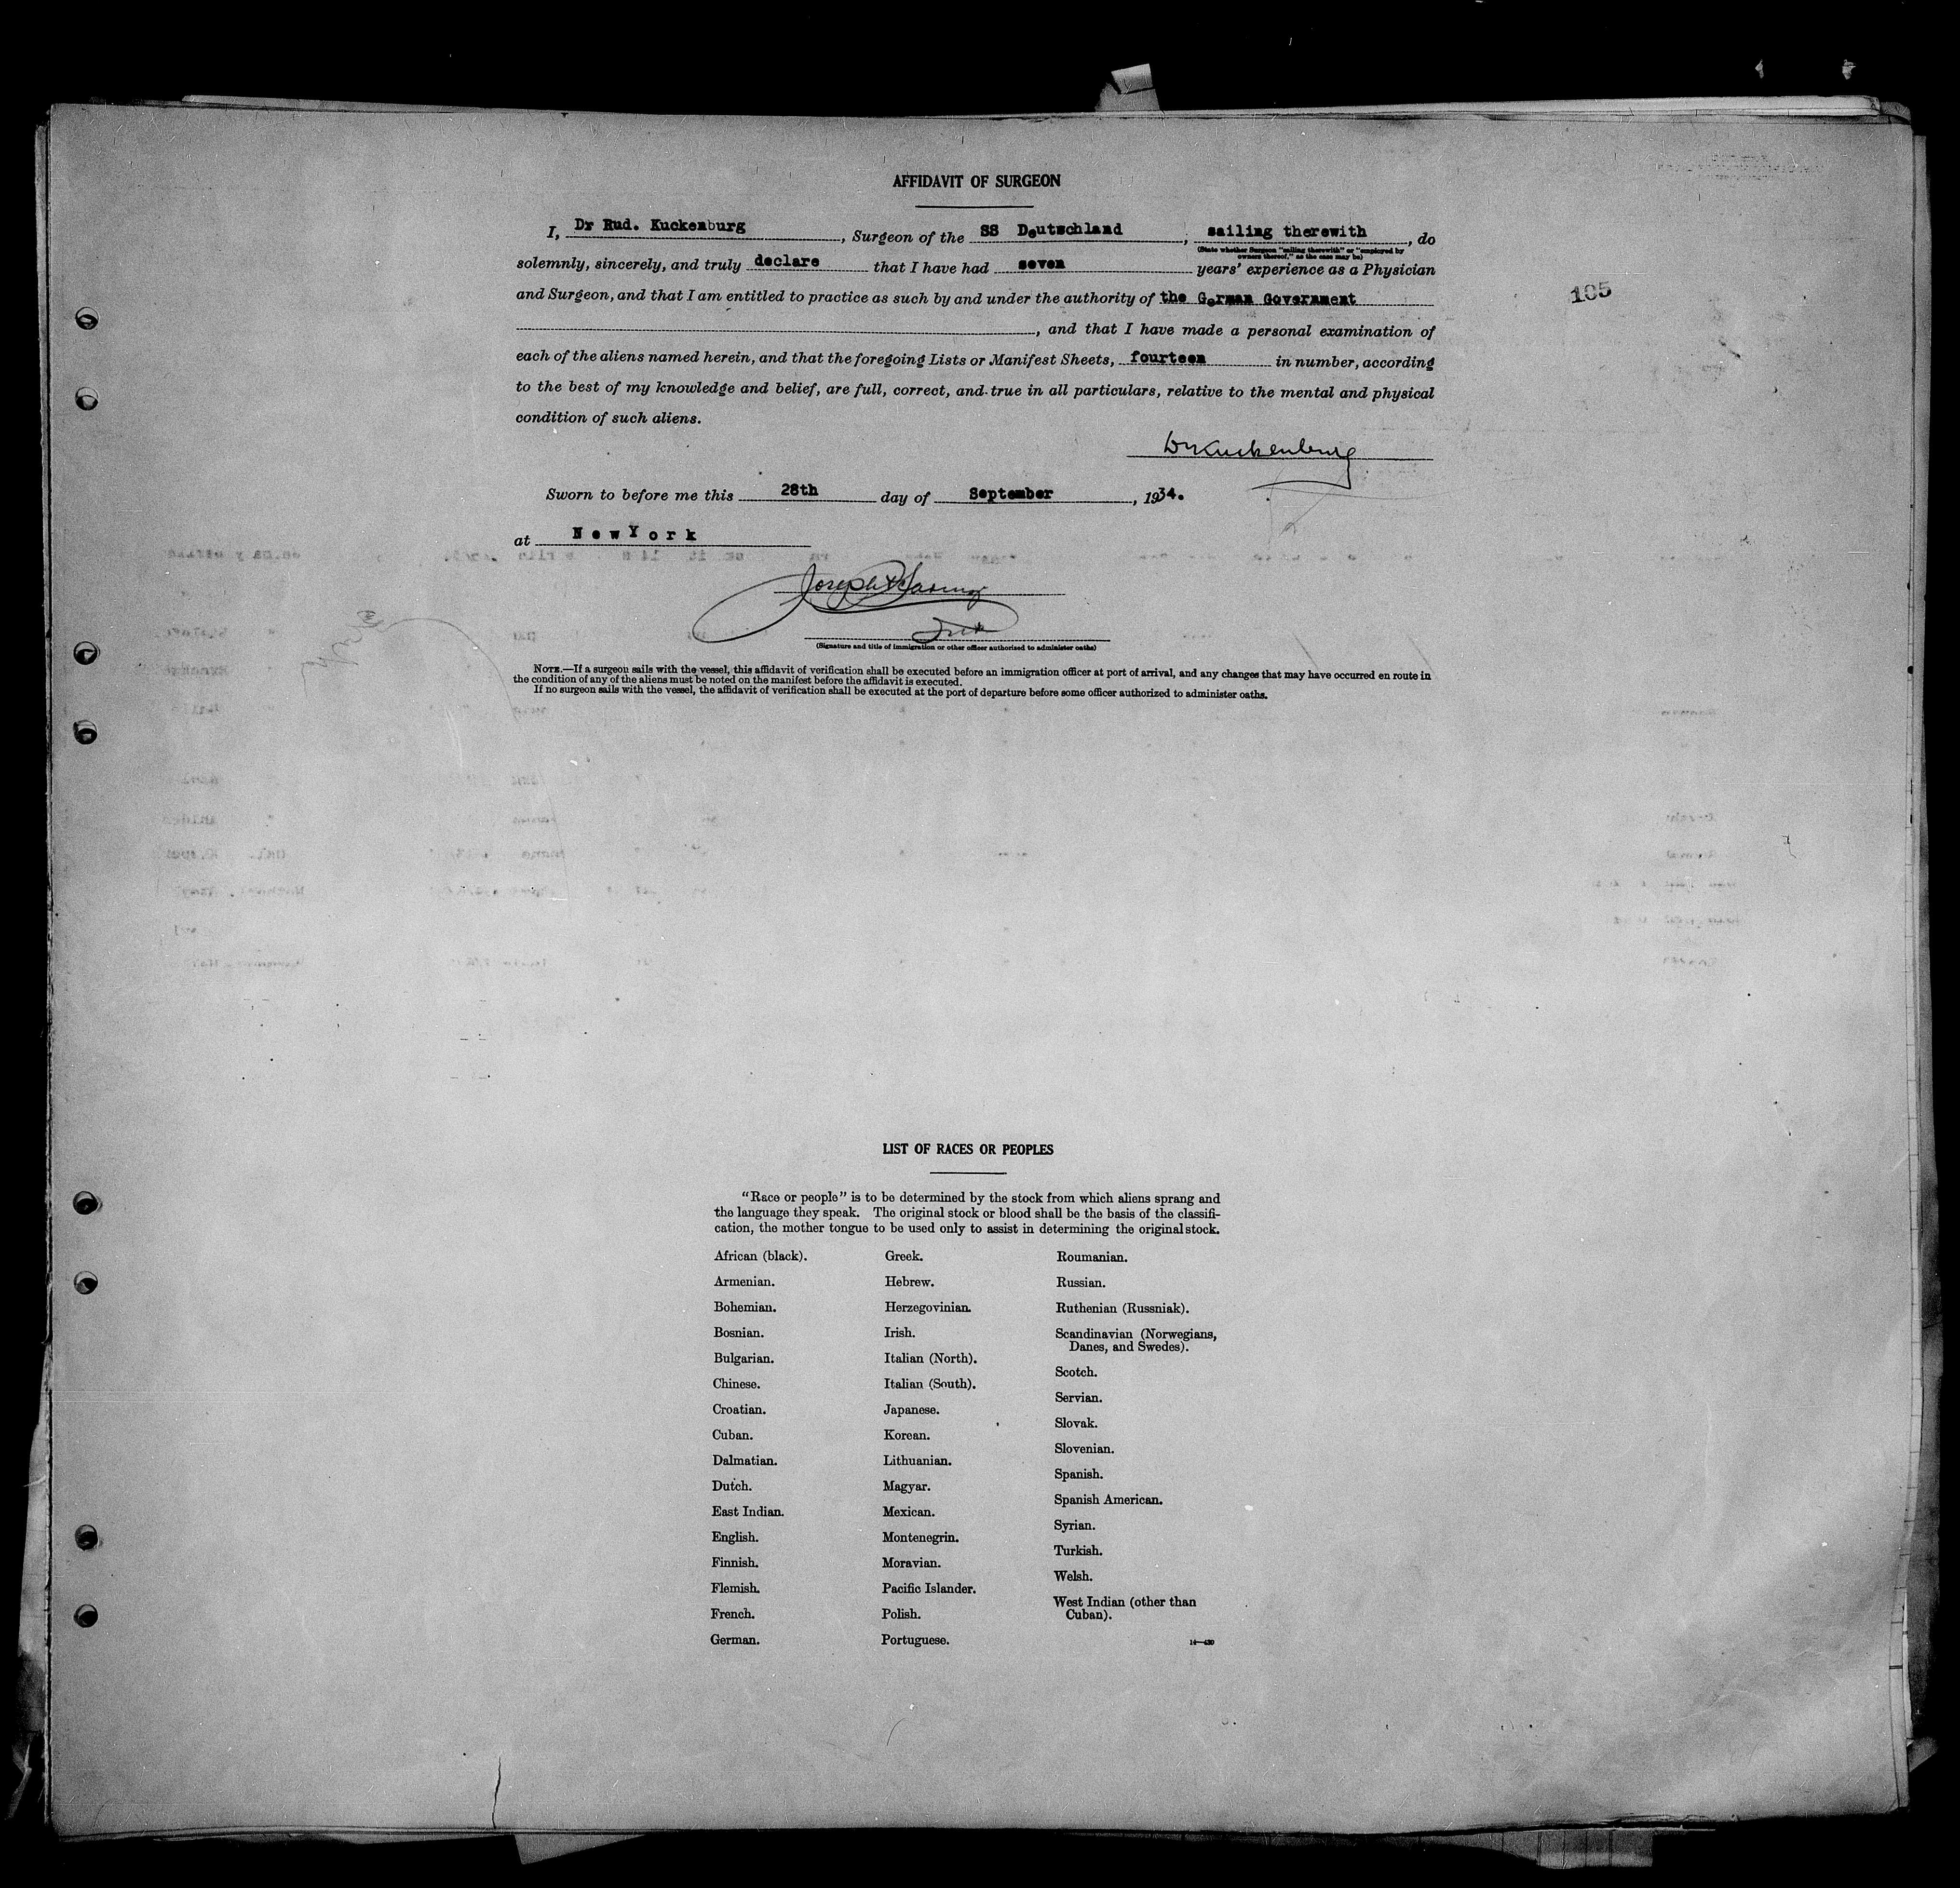 AFFIDAVIT OF SURGEON
I, Dr Rud. Kuckenburg, Surgeon of the SS Deutschland, sailing therewith, do
(State whether Surgeon "sailing therewith" or "employed by
owners thereof," as the case may be)
solemnly, sincerely, and truly declare that I have had seven years' experience as a Physician
and Surgeon, and that I am entitled to practice as such by and under the authority of the German Government
105
, and that I have made a personal examination of
each of the aliens named herein, and that the foregoing Lists or Manifest Sheets, fourteen in number, according
to the best of my knowledge and belief, are full, correct, and true in all particulars, relative to the mental and physical
condition of such aliens.
Dr Kuckenburg
Sworn to before me this 28th day of September, 1934.
at New York
Joseph
(Signature and title of immigration or other officer authorized to administer oaths)
NOTE.—If a surgeon sails with the vessel, this affidavit of verification shall be executed before an immigration officer at port of arrival, and any changes that may have occurred en route in
the condition of any of the aliens must be noted on the manifest before the affidavit is executed.
If no surgeon sails with the vessel, the affidavit of verification shall be executed at the port of departure before some officer authorized to administer oaths.
LIST OF RACES OR PEOPLES
"Race or people" is to be determined by the stock from which aliens sprang and
the language they speak. The original stock or blood shall be the basis of the classifi-
cation, the mother tongue to be used only to assist in determining the original stock.
African (black).
Armenian.
Bohemian.
Bosnian.
Bulgarian.
Chinese.
Croatian.
Cuban.
Dalmatian.
Dutch.
East Indian.
English.
Finnish.
Flemish.
French.
German.
Greek.
Hebrew.
Herzegovinian.
Irish.
Italian (North).
Italian (South).
Japanese.
Korean.
Lithuanian.
Magyar.
Mexican.
Montenegrin.
Moravian.
Pacific Islander.
Polish.
Portuguese.
Roumanian.
Russian.
Ruthenian (Russniak).
Scandinavian (Norwegians,
Danes, and Swedes).
Scotch.
Servian.
Slovak.
Slovenian.
Spanish.
Spanish American.
Syrian.
Turkish.
Welsh.
West Indian (other than
Cuban).